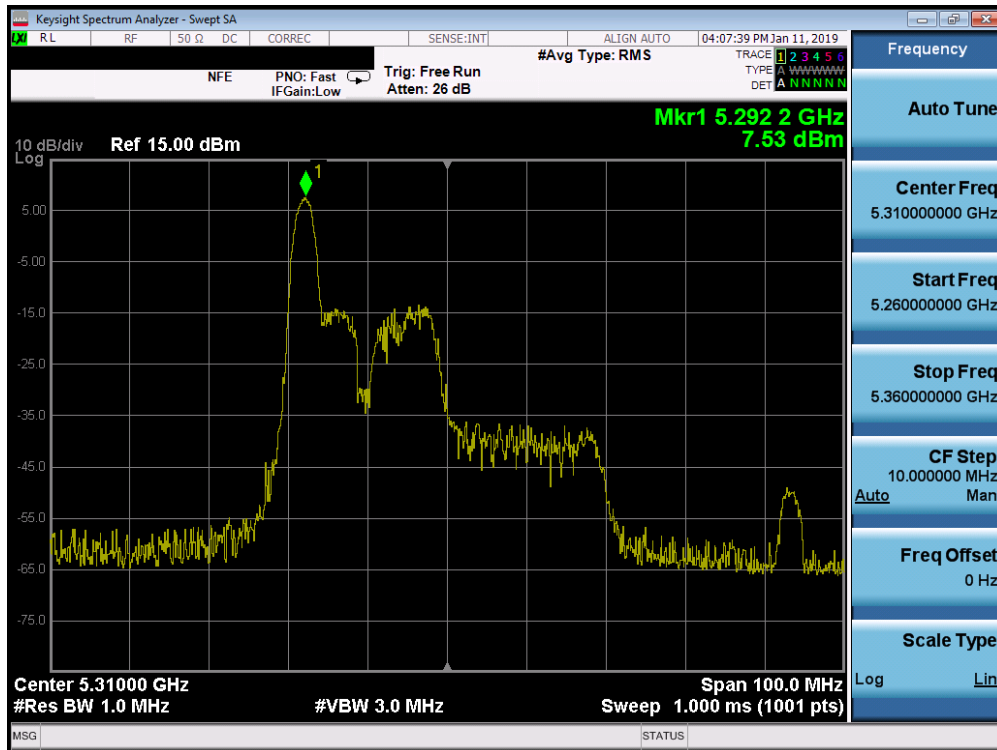 Keysight Spectrum Analyzer - Swept SA
LXI RL RF 50 Ω DC CORREC SENSE:INT ALIGN AUTO 04:07:39 PM Jan 11, 2019
NFE PNO: Fast Trig: Free Run #Avg Type: RMS TRACE 1 2 3 4 5 6
IFGain:Low Atten: 26 dB TYPE A WWWWW
DET A N N N N N
Mkr1 5.292 2 GHz
7.53 dBm
10 dB/div Ref 15.00 dBm
Log
1
5.00
-5.00
-15.0
-25.0
-35.0
-45.0
-55.0
-65.0
-75.0
Center 5.31000 GHz Span 100.0 MHz
#Res BW 1.0 MHz #VBW 3.0 MHz Sweep 1.000 ms (1001 pts)
MSG STATUS
Frequency
Auto Tune
Center Freq
5.310000000 GHz
Start Freq
5.260000000 GHz
Stop Freq
5.360000000 GHz
CF Step
10.000000 MHz
Auto Man
Freq Offset
0 Hz
Scale Type
Log Lin